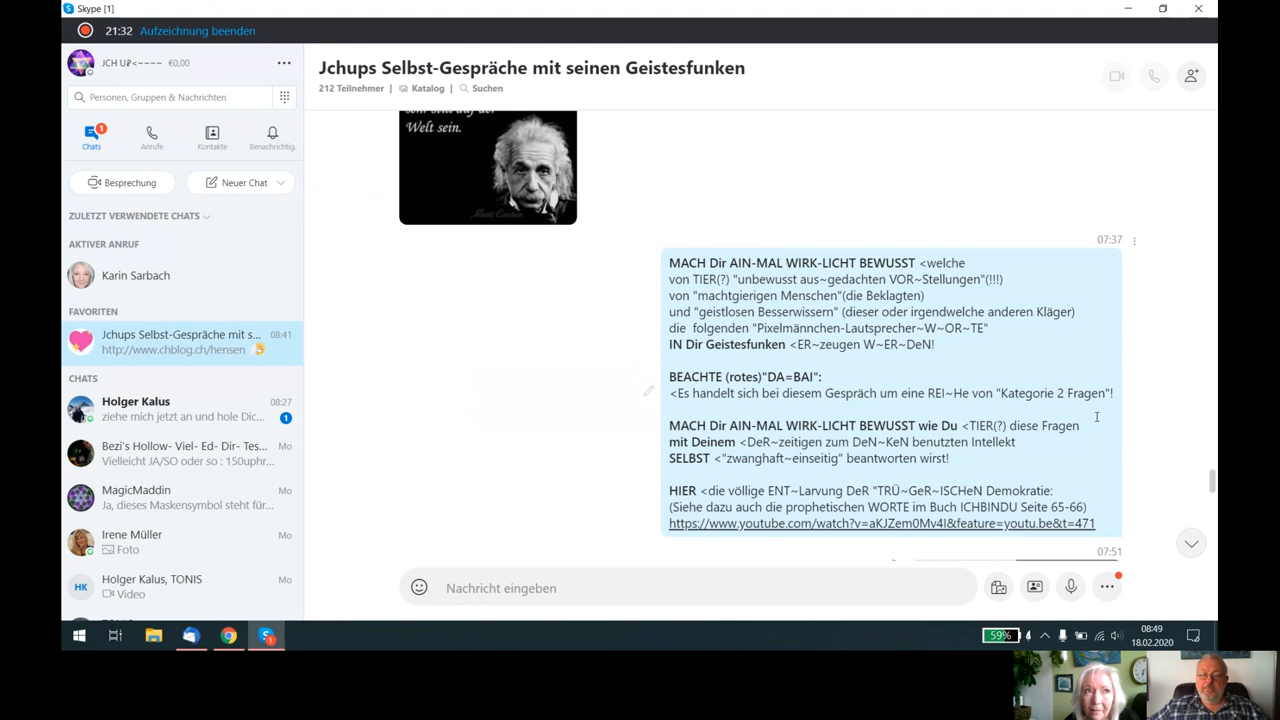 Skype [1]
21:32 Aufzeichnung beenden
JCH UP<~~~~ €0,00
Personen, Gruppen & Nachrichten
Chats
1
Anrufe
Kontakte
Benachrichtig.
Besprechung
Neuer Chat
ZULETZT VERWENDETE CHATS
AKTIVER ANRUF
Karin Sarbach
FAVORITEN
Jchups Selbst-Gespräche mit s... 08:41
http://www.chblog.ch/hensen
CHATS
Holger Kalus 08:27
ziehe mich jetzt an und hole Dic... 1
Bezi's Hollow- Viel- Ed- Dir- Tes... Mo
Vielleicht JA/SO oder so : 150uphr...
MagicMaddin Mo
Ja, dieses Maskensymbol steht für...
Irene Müller Mo
Foto
HK
Holger Kalus, TONIS Mo
Video
Jchups Selbst-Gespräche mit seinen Geistesfunken
212 Teilnehmer | Katalog | Suchen
Welt sein.
Albert Einstein
07:37
MACH Dir AIN-MAL WIRK-LICHT BEWUSST <welche
von TIER(?) "unbewusst aus~gedachten VOR~Stellungen"(!!!)
von "machtgierigen Menschen"(die Beklagten)
und "geistlosen Besserwissern" (dieser oder irgendwelche anderen Kläger)
die folgenden "Pixelmännchen-Lautsprecher~W~OR~TE"
IN Dir Geistesfunken <ER~zeugen W~ER~DeN!
BEACHTE (rotes)"DA=BAI":
<Es handelt sich bei diesem Gespräch um eine REI~He von "Kategorie 2 Fragen"!
MACH Dir AIN-MAL WIRK-LICHT BEWUSST wie Du <TIER(?) diese Fragen
mit Deinem <DeR~zeitigen zum DeN~KeN benutzten Intellekt
SELBST <"zwanghaft~einseitig" beantworten wirst!
HIER <die völlige ENT~Larvung DeR "TRÜ~GeR~ISCHeN Demokratie:
(Siehe dazu auch die prophetischen WORTE im Buch ICHBINDU Seite 65-66)
https://www.youtube.com/watch?v=aKJZem0Mv4I&feature=youtu.be&t=471
07:51
Nachricht eingeben
59%
08:49
18.02.2020